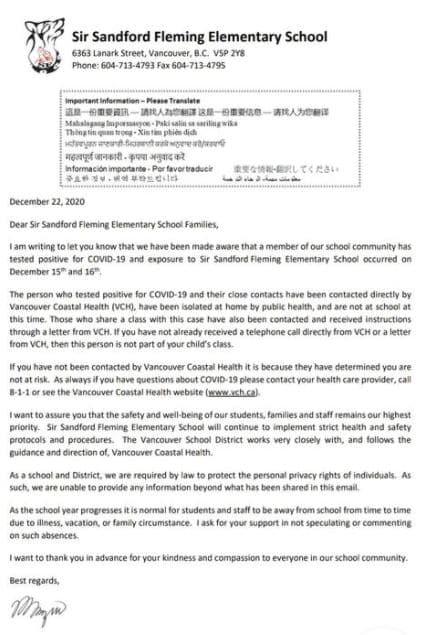 Sir Sandford Fleming Elementary School
6363 Lanark Street, Vancouver, B.C. V5P 2Y8
Phone: 604-713-4793 Fax 604-713-4795
Important Information – Please Translate
這是一份重要資訊 — 請找人為您翻譯 这是一份重要信息 — 请找人为您翻译
Mahalagang Impormasyon - Paki salin sa sariling wika
Thông tin quan trọng - Xin tìm phiên dịch
ਮਹੱਤਵਪੂਰਨ ਜਾਣਕਾਰੀ-ਮਿਹਰਬਾਨੀ ਕਰਕੇ ਅਨੁਵਾਦ ਕਰੋ/ਕਰਵਾਓ
महत्वपूर्ण जानकारी - कृपया अनुवाद करें
Información importante - Por favor traducir 重要な情報-翻訳してください
중요한 정보 - 번역 부탁드립니다
December 22, 2020
Dear Sir Sandford Fleming Elementary School Families,
I am writing to let you know that we have been made aware that a member of our school community has
tested positive for COVID-19 and exposure to Sir Sandford Fleming Elementary School occurred on
December 15th and 16th.
The person who tested positive for COVID-19 and their close contacts have been contacted directly by
Vancouver Coastal Health (VCH), have been isolated at home by public health, and are not at school at
this time. Those who share a class with this case have also been contacted and received instructions
through a letter from VCH. If you have not already received a telephone call directly from VCH or a letter
from VCH, then this person is not part of your child's class.
If you have not been contacted by Vancouver Coastal Health it is because they have determined you are
not at risk. As always if you have questions about COVID-19 please contact your health care provider, call
8-1-1 or see the Vancouver Coastal Health website (www.vch.ca).
I want to assure you that the safety and well-being of our students, families and staff remains our highest
priority. Sir Sandford Fleming Elementary School will continue to implement strict health and safety
protocols and procedures. The Vancouver School District works very closely with, and follows the
guidance and direction of, Vancouver Coastal Health.
As a school and District, we are required by law to protect the personal privacy rights of individuals. As
such, we are unable to provide any information beyond what has been shared in this email.
As the school year progresses it is normal for students and staff to be away from school from time to time
due to illness, vacation, or family circumstance. I ask for your support in not speculating or commenting
on such absences.
I want to thank you in advance for your kindness and compassion to everyone in our school community.
Best regards,